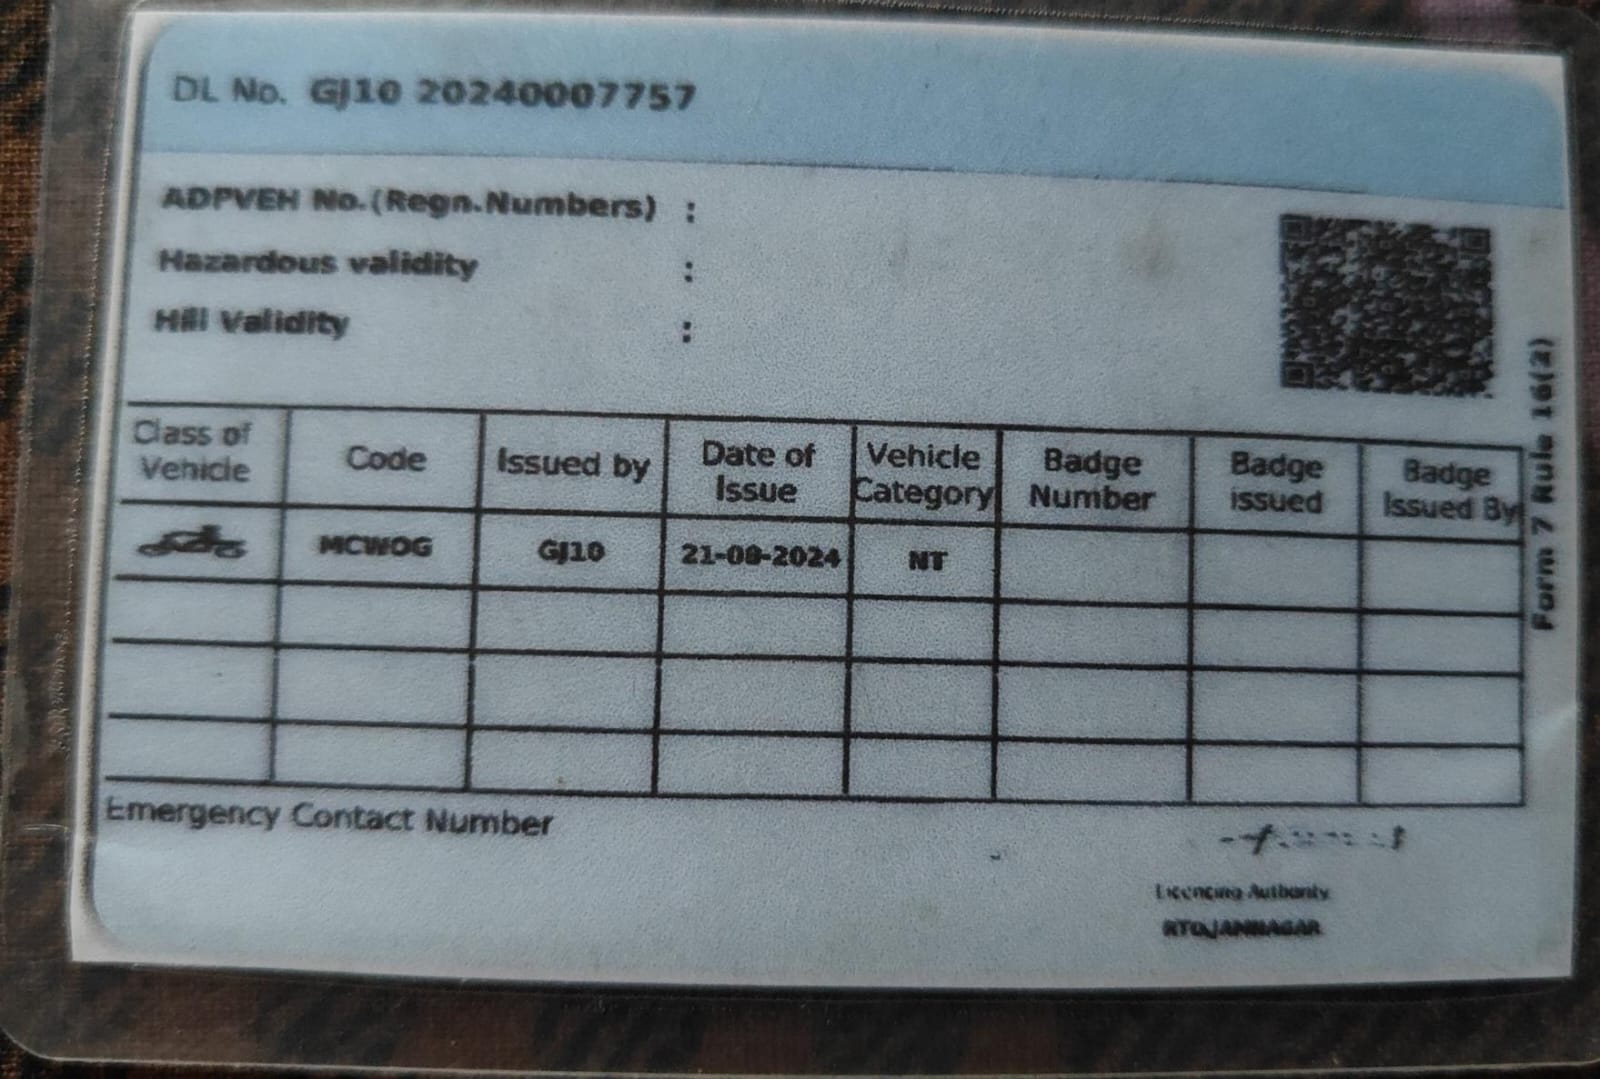 DL No. GJ10 20240007757
ADPVEH No.(Regn.Numbers) :
Hazardous validity :
Hill Validity :
Form 7 Rule 16(2)
Class of Vehicle Code Issued by Date of Issue Vehicle Category Badge Number Badge issued Badge Issued By
MCWOG GJ10 21-08-2024 NT
Emergency Contact Number
Licencing Authority
RTO,JAMNAGAR